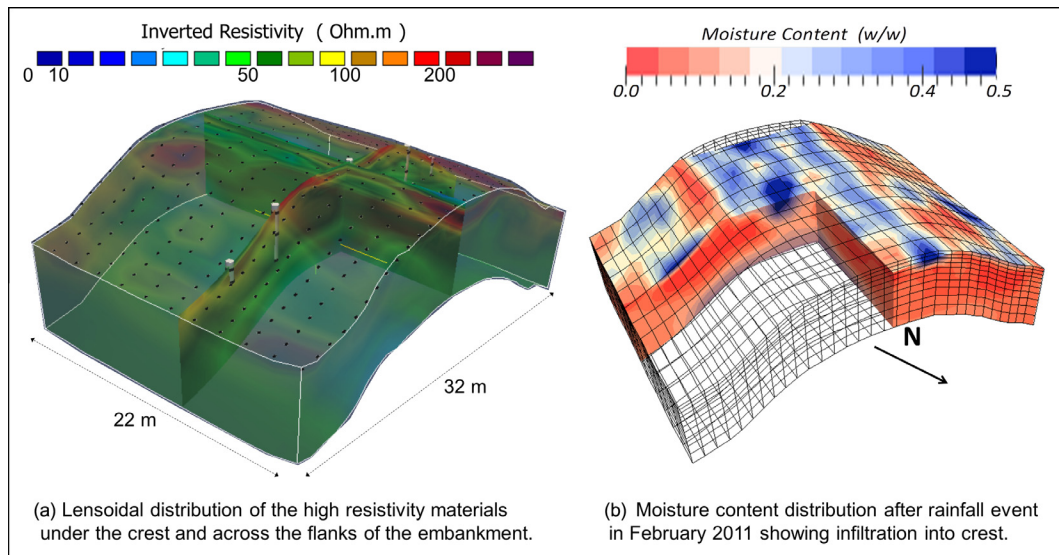 Inverted Resistivity ( Ohm.m )
0 10 50 100 200
22 m
32 m
(a) Lensoidal distribution of the high resistivity materials
under the crest and across the flanks of the embankment.
Moisture Content (w/w)
0.0 0.2 0.4 0.5
N
(b) Moisture content distribution after rainfall event
in February 2011 showing infiltration into crest.